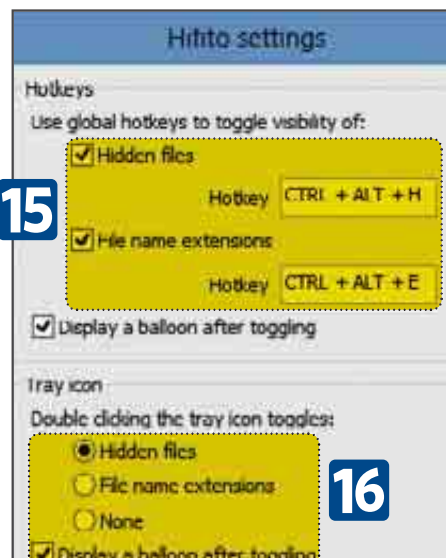 Hifito settings
Hotkeys
Use global hotkeys to toggle visibility of:
Hidden files
15
Hotkey CTRL + ALT + H
File name extensions
Hotkey CTRL + ALT + E
Display a balloon after toggling
Tray icon
Double clicking the tray icon toggles:
Hidden files
File name extensions
16
None
Display a balloon after toggling